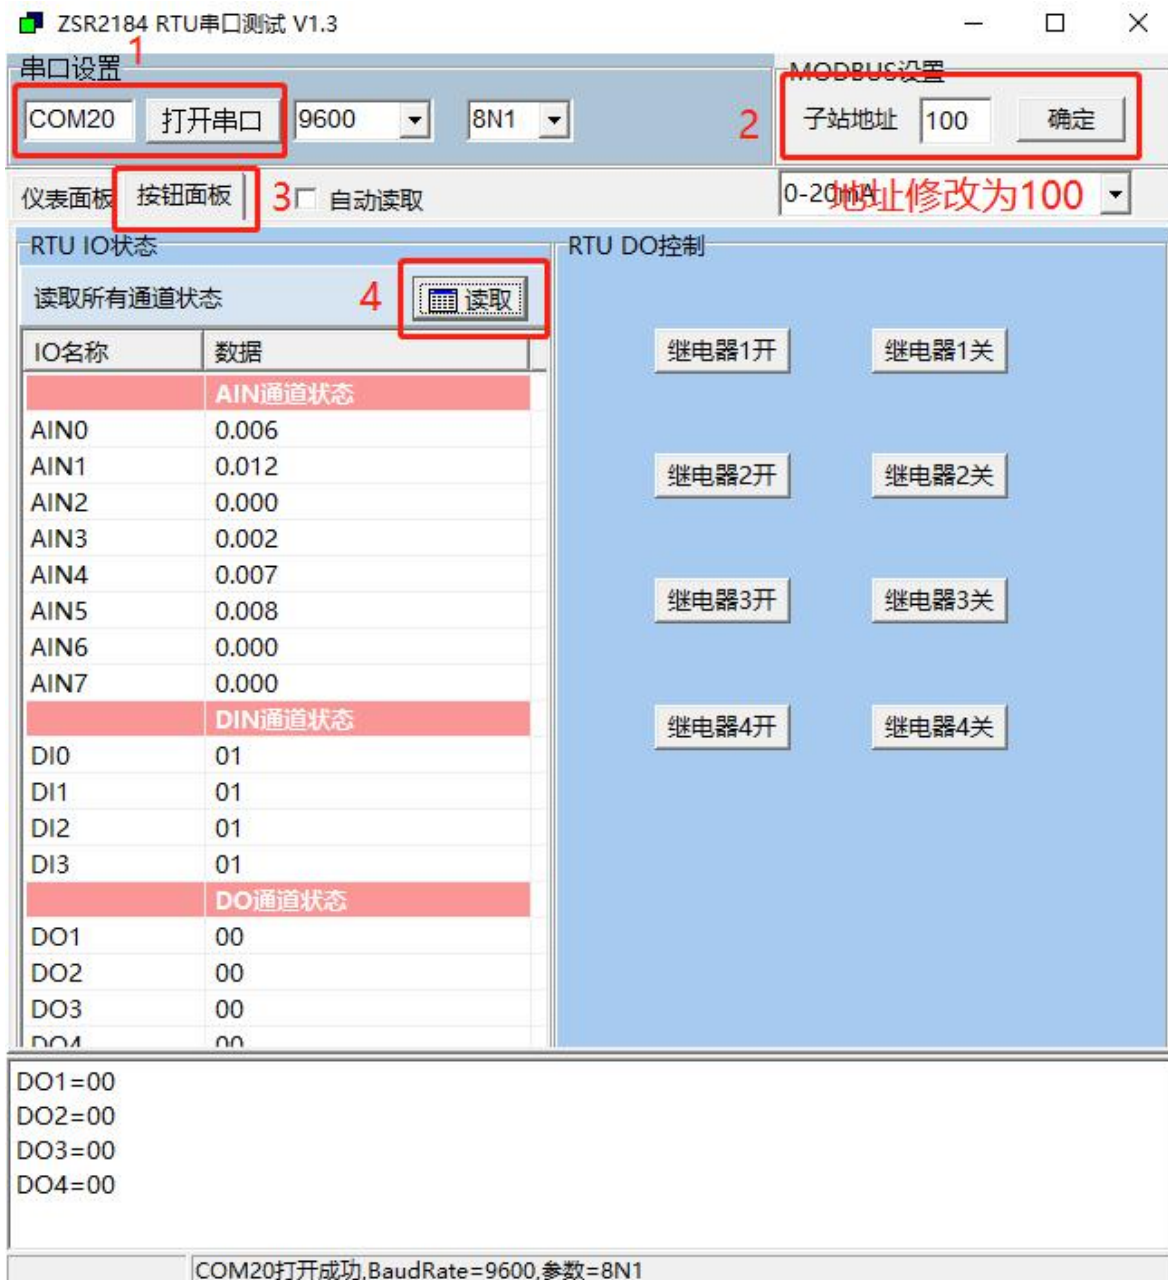 ZSR2184 RTU串口测试 V1.3
1
串口设置
MODBUS设置
COM20 打开串口 9600 8N1
2
子站地址 100 确定
仪表面板 按钮面板
3
自动读取
0-20mA
地址修改为100
RTU IO状态
RTU DO控制
读取所有通道状态
4
读取
IO名称 数据
AIN通道状态
AIN0 0.006
AIN1 0.012
AIN2 0.000
AIN3 0.002
AIN4 0.007
AIN5 0.008
AIN6 0.000
AIN7 0.000
DIN通道状态
DI0 01
DI1 01
DI2 01
DI3 01
DO通道状态
DO1 00
DO2 00
DO3 00
DO4 00
继电器1开 继电器1关
继电器2开 继电器2关
继电器3开 继电器3关
继电器4开 继电器4关
DO1=00
DO2=00
DO3=00
DO4=00
COM20打开成功,BaudRate=9600,参数=8N1